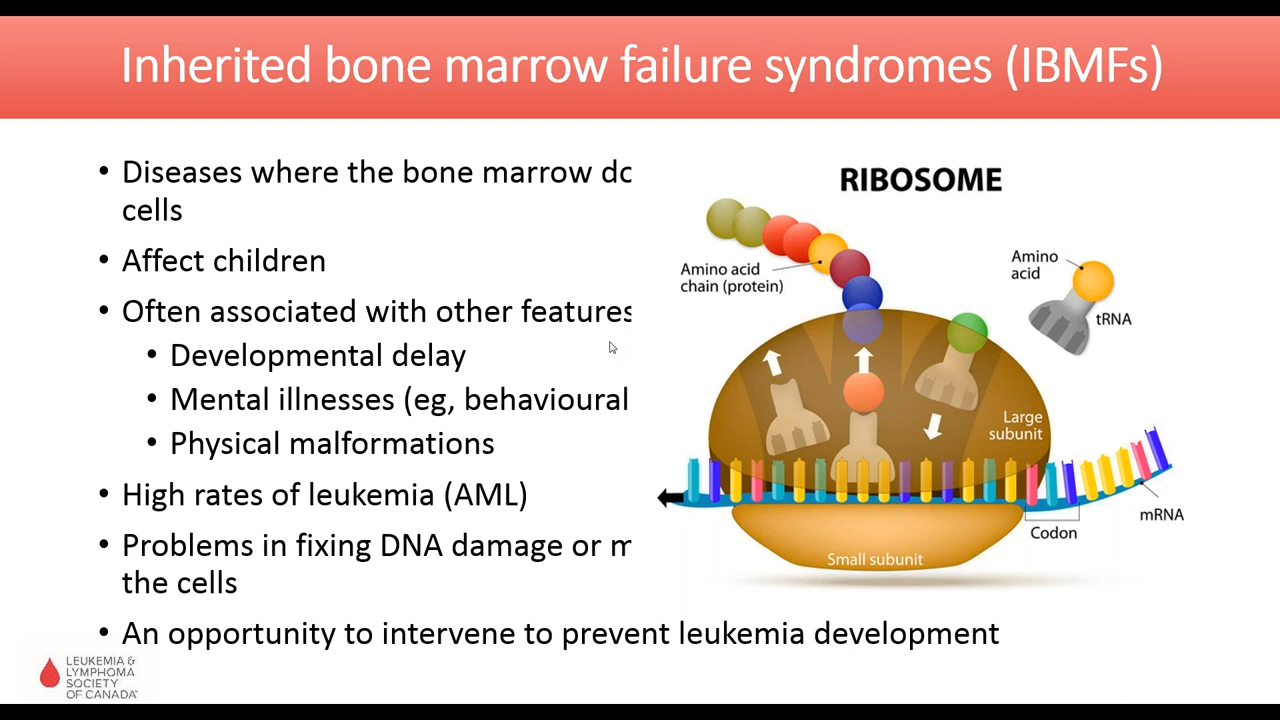 Inherited bone marrow failure syndromes (IBMFs)
• Diseases where the bone marrow
cells
• Affect children
• Often associated with other features
• Developmental delay
• Mental illnesses (eg, behavioural
• Physical malformations
• High rates of leukemia (AML)
• Problems in fixing DNA damage or
the cells
• An opportunity to intervene to prevent leukemia development
RIBOSOME
Amino acid
chain (protein)
Amino
acid
tRNA
Large
subunit
mRNA
Codon
Small subunit
LEUKEMIA &
LYMPHOMA
SOCIETY
OF CANADA